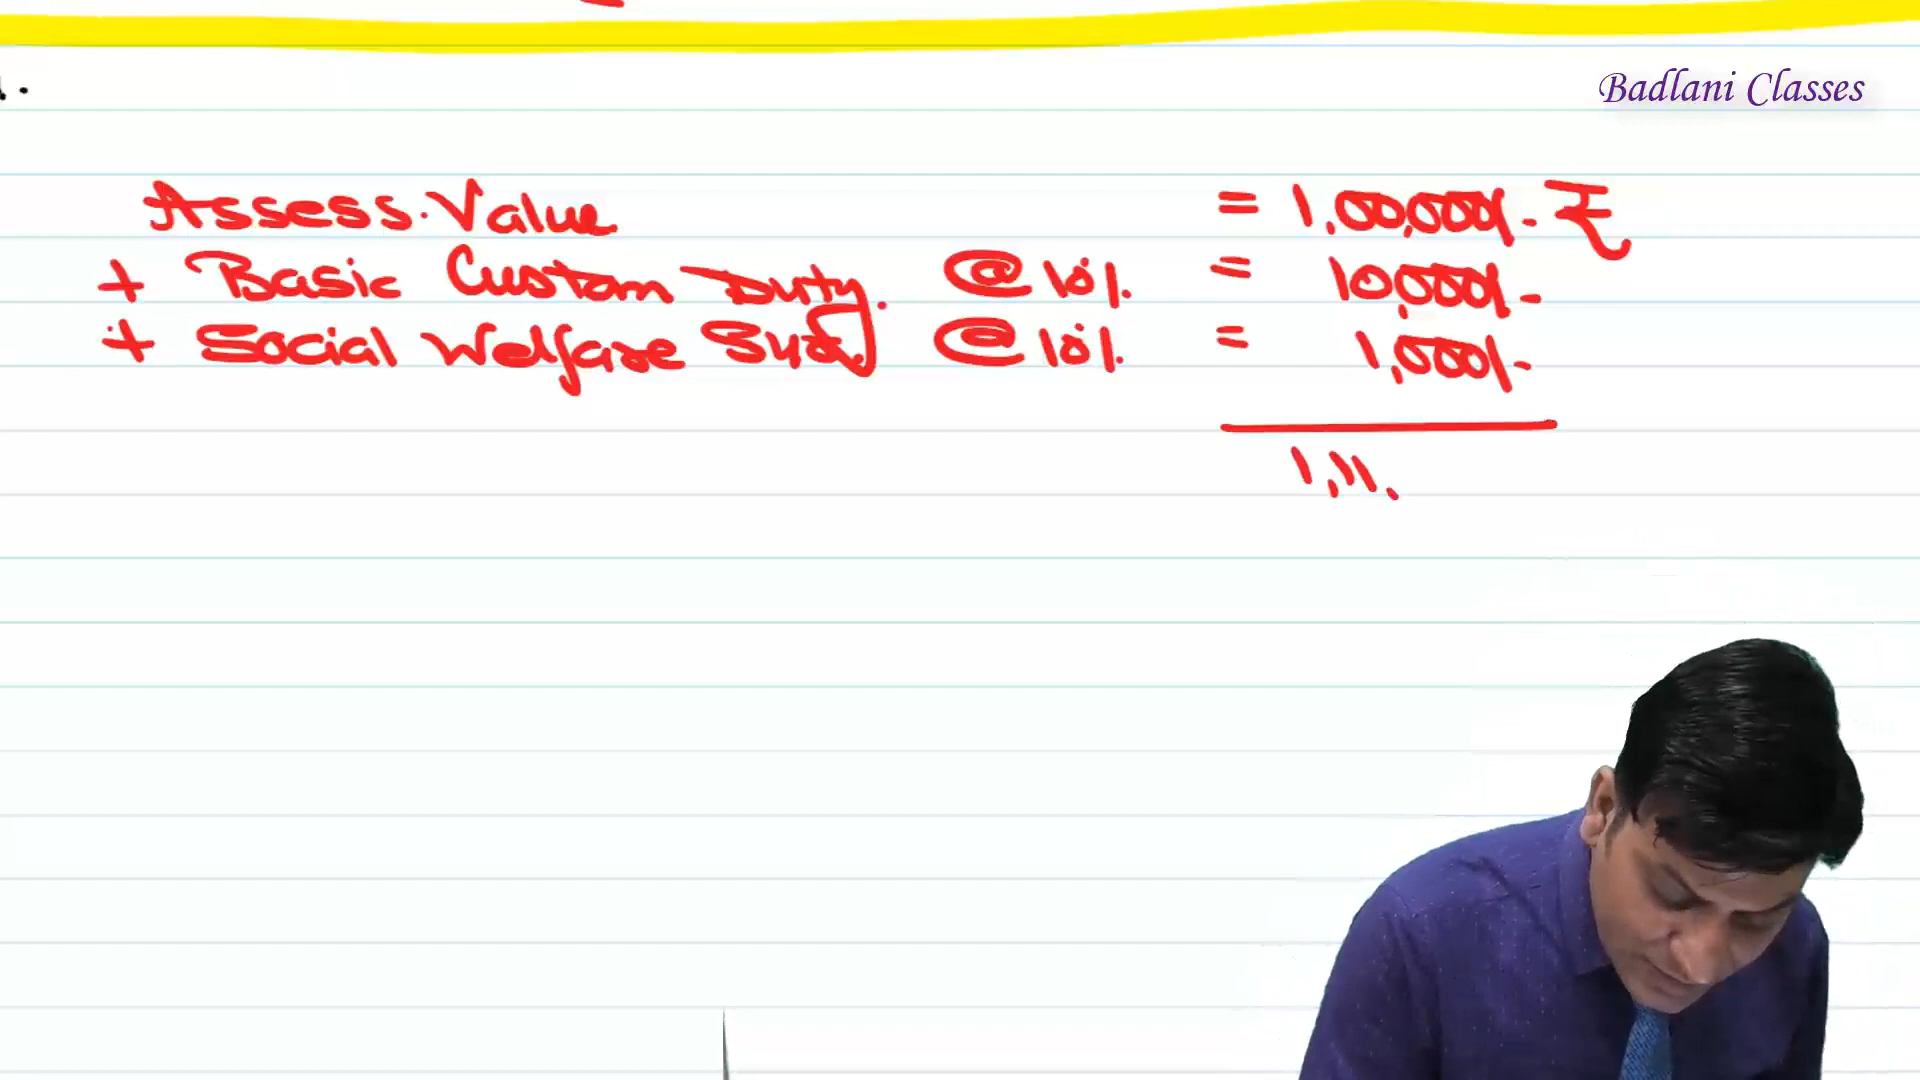 Badlani Classes
Assess. Value = 1,00,000/- ₹
+ Basic Custom Duty. @ 10%. = 10,000/-
+ Social Welfare @ 10%. = 1,000/-
1,11,